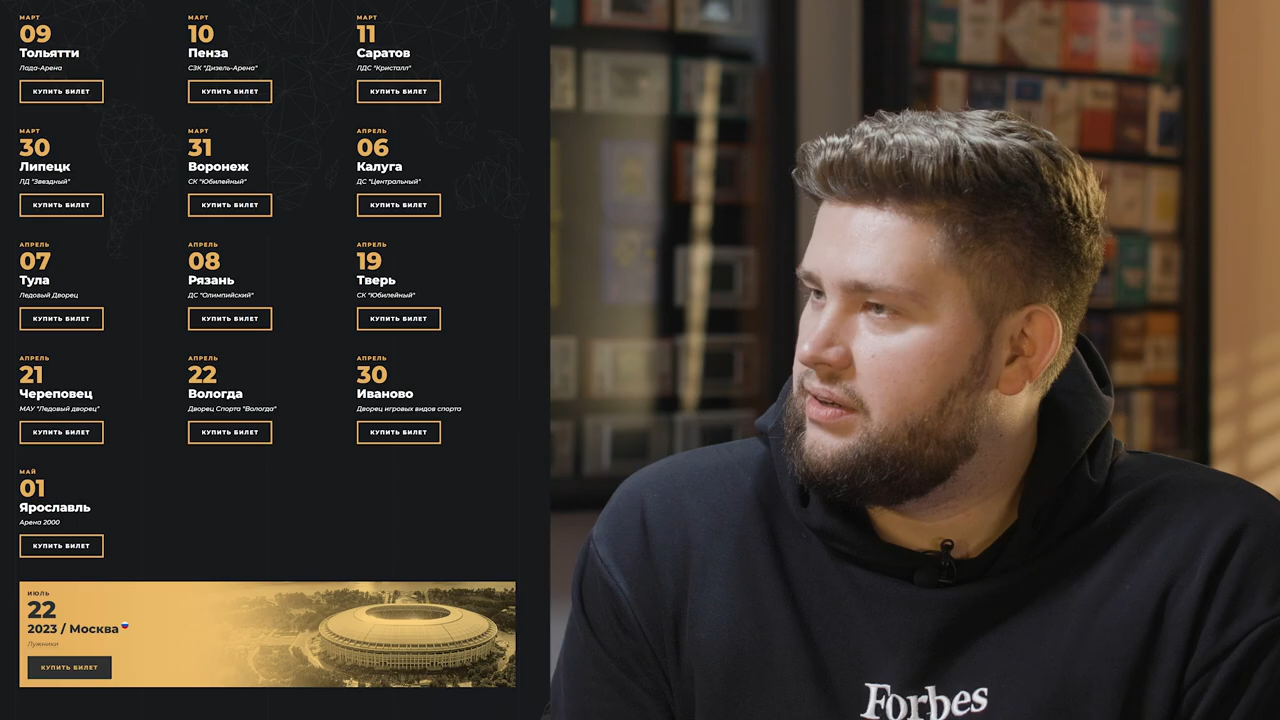 МАРТ
09
Тольятти
Лада-Арена
КУПИТЬ БИЛЕТ
МАРТ
10
Пенза
СЗК "Дизель-Арена"
КУПИТЬ БИЛЕТ
МАРТ
11
Саратов
ЛДС "Кристалл"
КУПИТЬ БИЛЕТ
МАРТ
30
Липецк
ЛД "Звездный"
КУПИТЬ БИЛЕТ
МАРТ
31
Воронеж
СК "Юбилейный"
КУПИТЬ БИЛЕТ
АПРЕЛЬ
06
Калуга
ДС "Центральный"
КУПИТЬ БИЛЕТ
АПРЕЛЬ
07
Тула
Ледовый Дворец
КУПИТЬ БИЛЕТ
АПРЕЛЬ
08
Рязань
ДС "Олимпийский"
КУПИТЬ БИЛЕТ
АПРЕЛЬ
19
Тверь
СК "Юбилейный"
КУПИТЬ БИЛЕТ
АПРЕЛЬ
21
Череповец
МАУ "Ледовый дворец"
КУПИТЬ БИЛЕТ
АПРЕЛЬ
22
Вологда
Дворец Спорта "Вологда"
КУПИТЬ БИЛЕТ
АПРЕЛЬ
30
Иваново
Дворец игровых видов спорта
КУПИТЬ БИЛЕТ
МАЙ
01
Ярославль
Арена 2000
КУПИТЬ БИЛЕТ
ИЮЛЬ
22
2023 / Москва
Лужники
КУПИТЬ БИЛЕТ
Forbes